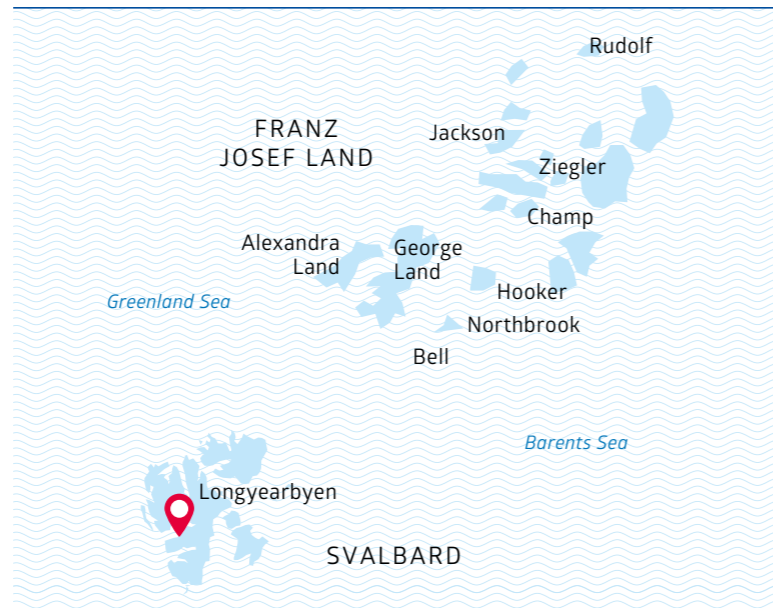 Rudolf
FRANZ
JOSEF LAND
Jackson
Ziegler
Champ
Alexandra
Land
George
Land
Hooker
Greenland Sea
Northbrook
Bell
Barents Sea
Longyearbyen
SVALBARD